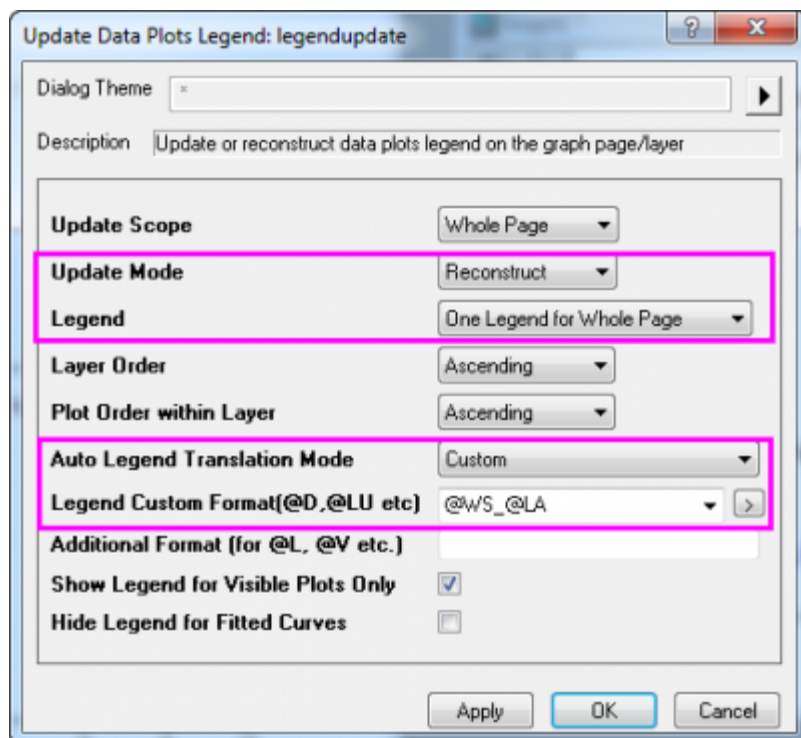 Update Data Plots Legend: legendupdate
Dialog Theme *
Description Update or reconstruct data plots legend on the graph page/layer
Update Scope Whole Page
Update Mode Reconstruct
Legend One Legend for Whole Page
Layer Order Ascending
Plot Order within Layer Ascending
Auto Legend Translation Mode Custom
Legend Custom Format(@D,@LU etc) @WS_@LA >
Additional Format (for @L, @V etc.)
Show Legend for Visible Plots Only
Hide Legend for Fitted Curves
Apply OK Cancel